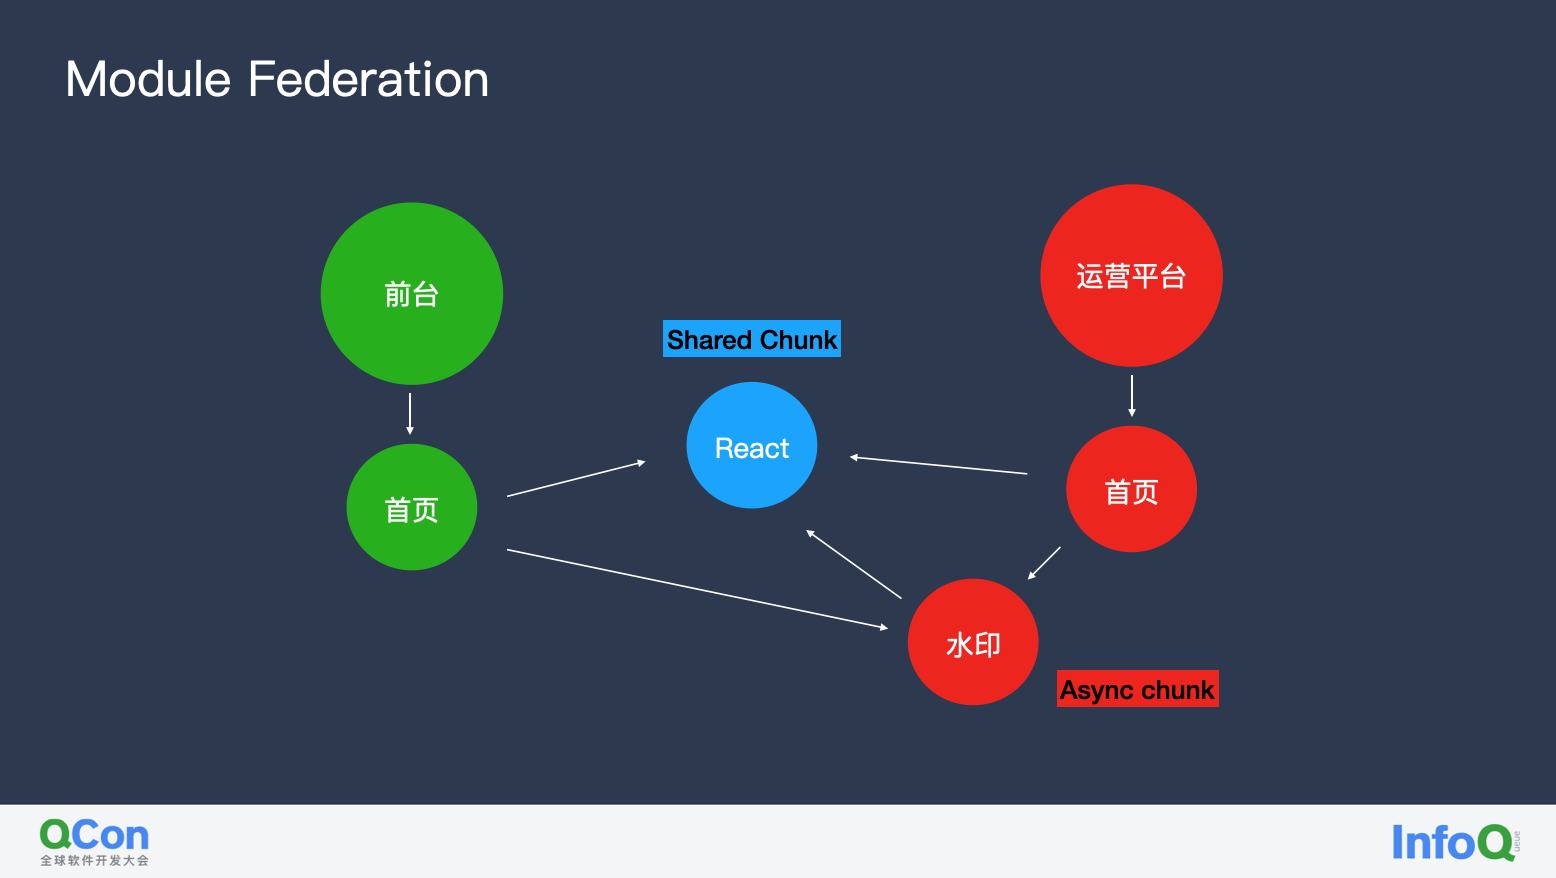 Module Federation
前台
运营平台
Shared Chunk
React
首页
首页
水印
Async chunk
QCon
全球软件开发大会
InfoQ
ueue